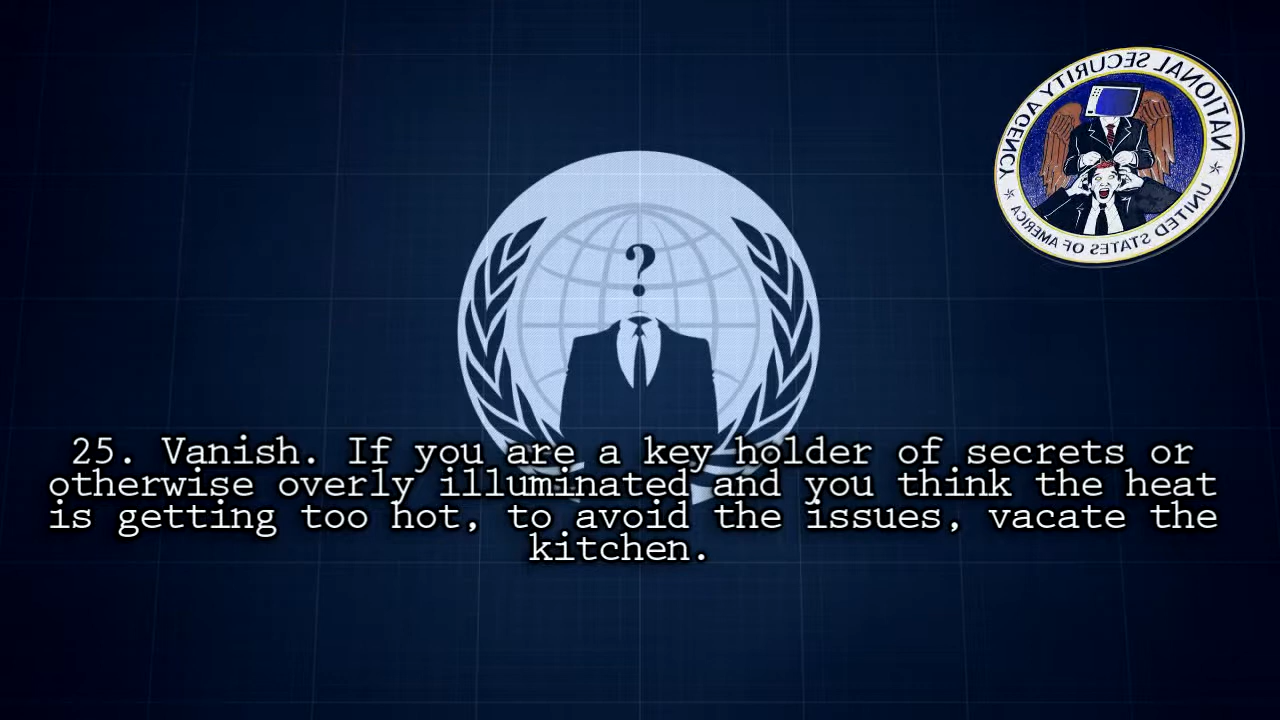 NATIONAL SECURITY AGENCY
UNITED STATES OF AMERICA
?
25. Vanish. If you are a key holder of secrets or
otherwise overly illuminated and you think the heat
is getting too hot, to avoid the issues, vacate the
kitchen.